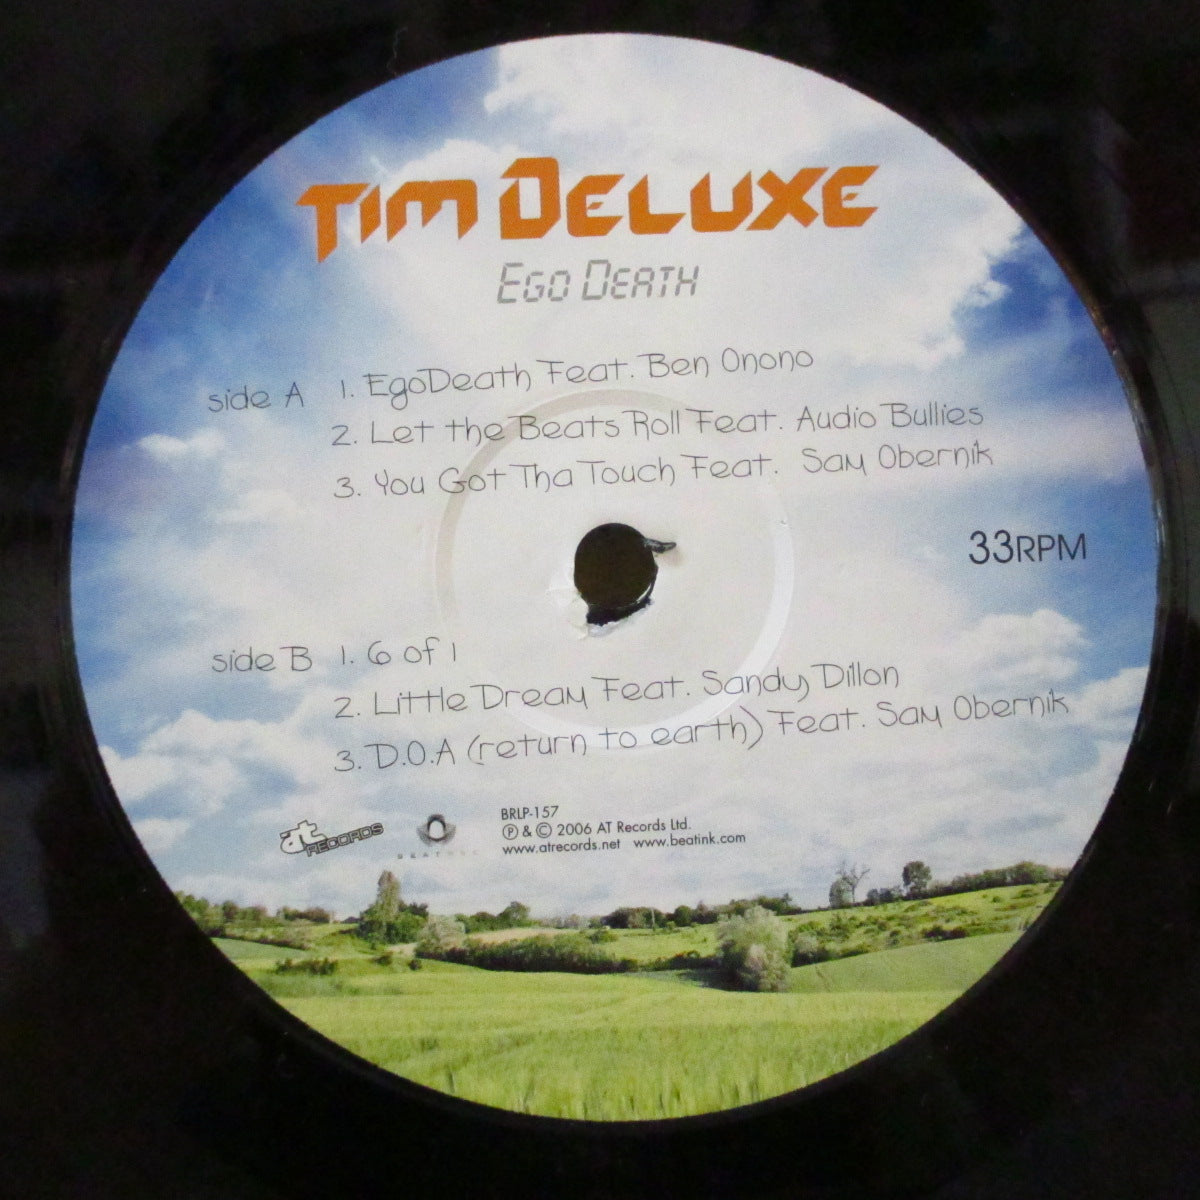 TIM DELUXE
EGO DEATH
side A 1. EgoDeath Feat. Ben Onono
2. Let the Beats Roll Feat. Audio Bullies
3. You Got Tha Touch Feat. Sam Obernik
33RPM
side B 1. 6 of 1
2. Little Dream Feat. Sandy Dillon
3. D.O.A (return to earth) Feat. Sam Obernik
at RECORDS
BEATINK
BRLP-157
Ⓟ & © 2006 AT Records Ltd.
www.atrecords.net www.beatink.com